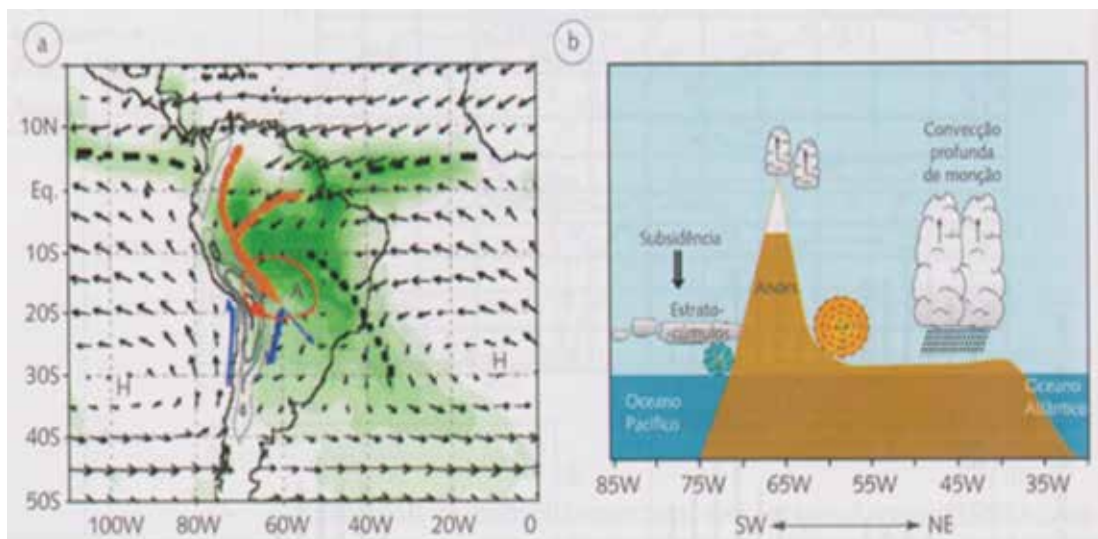 a
10N
Eq.
10S
20S
30S
40S
50S
100W 80W 60W 40W 20W 0
H
H
A
b
Convecção
profunda
de monção
Subsidência
Andes
Estrato-
cúmulos
Oceano
Pacífico
Oceano
Atlântico
85W 75W 65W 55W 45W 35W
SW NE